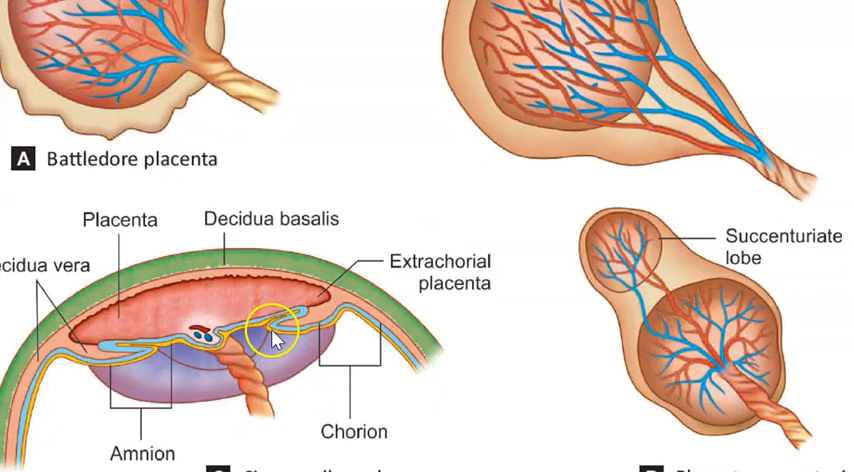 A Battledore placenta
Placenta
Decidua basalis
ecidua vera
Extrachorial
placenta
Succenturiate
lobe
Chorion
Amnion